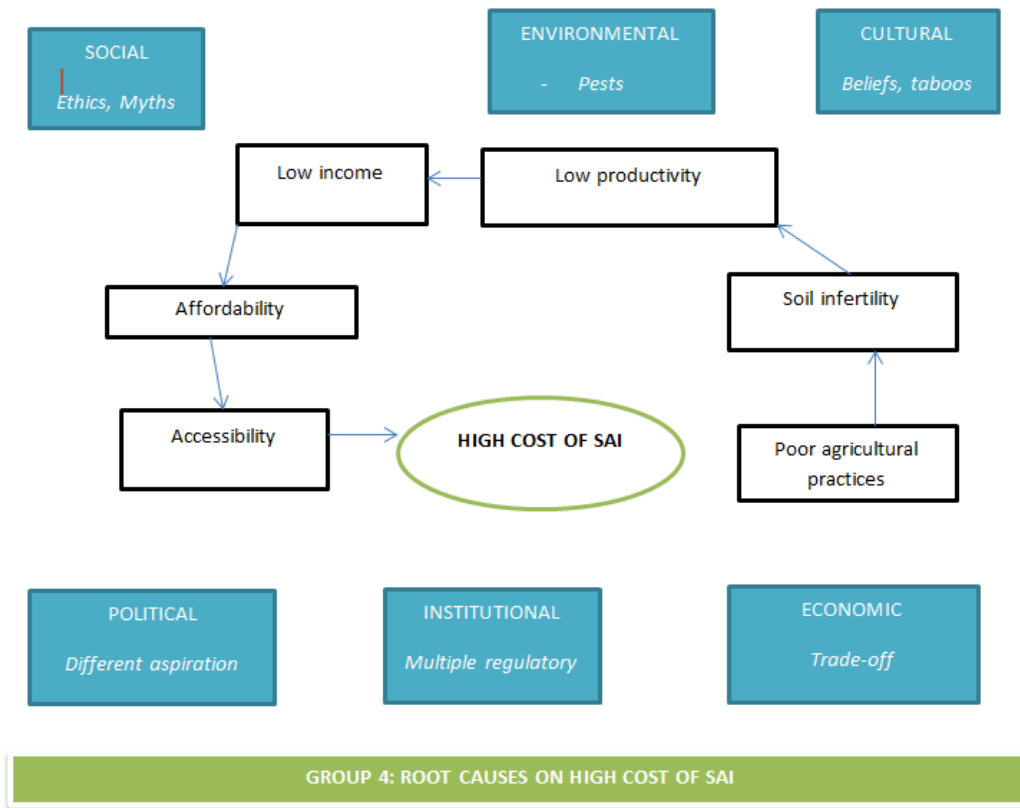 SOCIAL
Ethics, Myths
ENVIRONMENTAL
- Pests
CULTURAL
Beliefs, taboos
Low income
Low productivity
Affordability
Soil infertility
Accessibility
HIGH COST OF SAI
Poor agricultural
practices
POLITICAL
Different aspiration
INSTITUTIONAL
Multiple regulatory
ECONOMIC
Trade-off
GROUP 4: ROOT CAUSES ON HIGH COST OF SAI